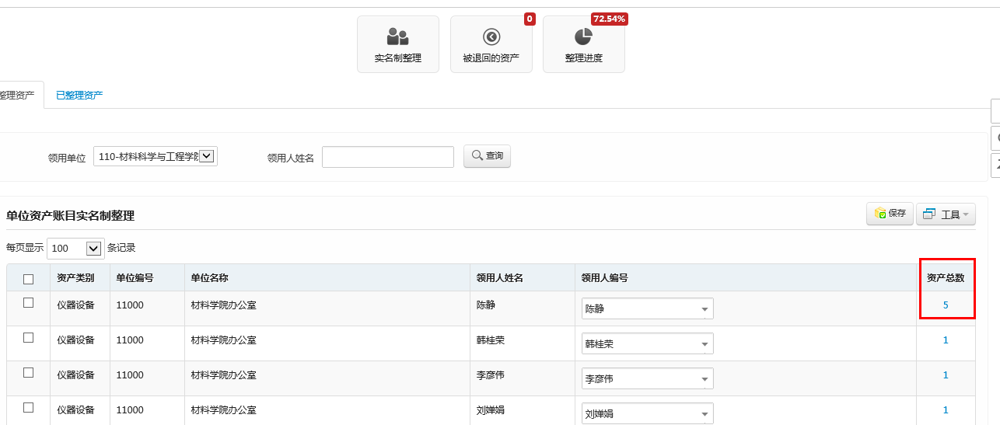 0
72.54%
实名制整理
被退回的资产
整理进度
整理资产
已整理资产
领用单位
110-材料科学与工程学院
领用人姓名
查询
单位资产账目实名制整理
保存
工具
每页显示 100 条记录
资产类别 单位编号 单位名称 领用人姓名 领用人编号 资产总数
仪器设备 11000 材料学院办公室 陈静 陈静 5
仪器设备 11000 材料学院办公室 韩桂荣 韩桂荣 1
仪器设备 11000 材料学院办公室 李彦伟 李彦伟 1
仪器设备 11000 材料学院办公室 刘婵娟 刘婵娟 1